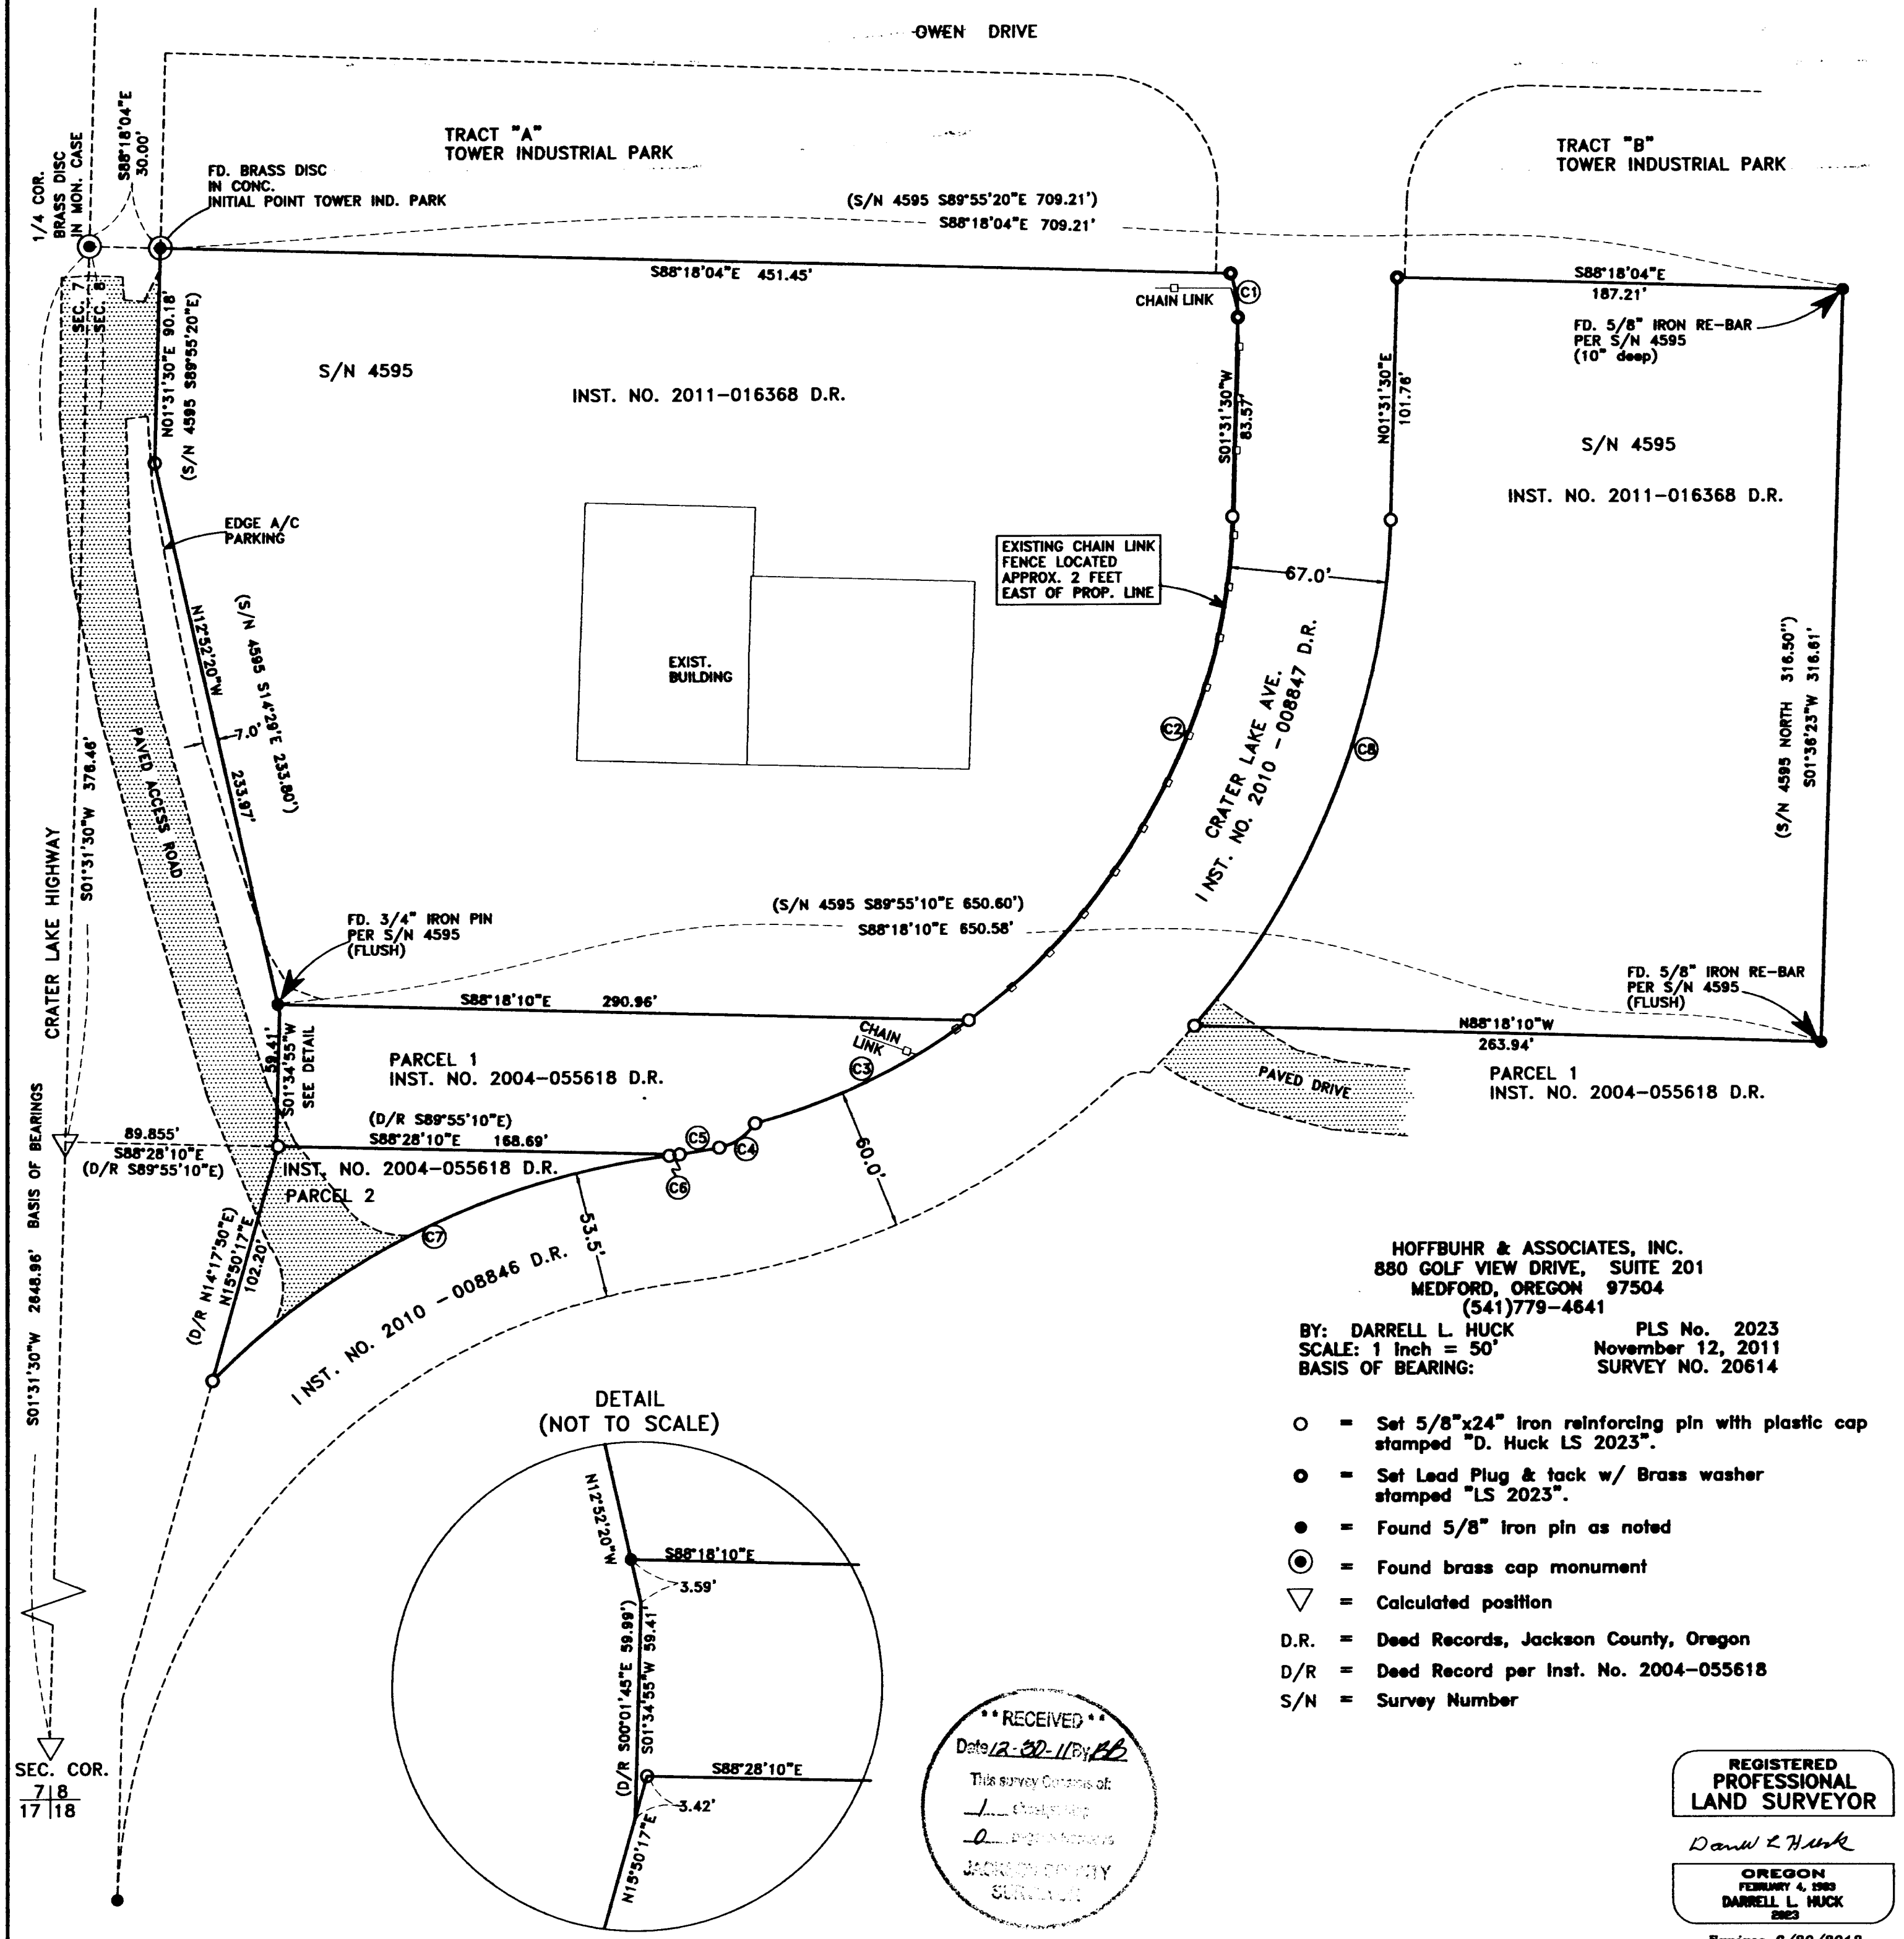 OWEN DRIVE
TRACT "A"
TOWER INDUSTRIAL PARK
TRACT "B"
TOWER INDUSTRIAL PARK
1/4 COR.
BRASS DISC
IN MON. CASE
S88°18'04"E
30.00'
FD. BRASS DISC
IN CONC.
INITIAL POINT TOWER IND. PARK
(S/N 4595 S89°55'20"E 709.21')
S88°18'04"E 709.21'
S88°18'04"E 451.45'
CHAIN LINK
C1
S88°18'04"E
187.21'
FD. 5/8" IRON RE-BAR
PER S/N 4595
(10" deep)
SEC. 7
SEC. 8
N01°31'30"E 90.18'
(S/N 4595 S89°55'20"E)
S/N 4595
INST. NO. 2011-016368 D.R.
S01°31'30"W
83.57'
N01°31'30"E
101.76'
S/N 4595
INST. NO. 2011-016368 D.R.
EDGE A/C
PARKING
EXISTING CHAIN LINK
FENCE LOCATED
APPROX. 2 FEET
EAST OF PROP. LINE
67.0'
N12°52'20"W
233.97'
(S/N 4595 S14°29'E 233.80')
7.0'
EXIST.
BUILDING
C2
C8
CRATER LAKE AVE.
INST. NO. 2010-008847 D.R.
(S/N 4595 NORTH 316.50")
S01°36'23"W 316.61'
PAVED ACCESS ROAD
CRATER LAKE HIGHWAY
S01°31'30"W 376.46'
FD. 3/4" IRON PIN
PER S/N 4595
(FLUSH)
(S/N 4595 S89°55'10"E 650.60')
S88°18'10"E 650.58'
FD. 5/8" IRON RE-BAR
PER S/N 4595
(FLUSH)
S88°18'10"E 290.96'
59.41'
S01°34'55"W
SEE DETAIL
PARCEL 1
INST. NO. 2004-055618 D.R.
CHAIN
LINK
C3
N88°18'10"W
263.94'
PAVED DRIVE
PARCEL 1
INST. NO. 2004-055618 D.R.
89.855'
S88°28'10"E
(D/R S89°55'10"E)
(D/R S89°55'10"E)
S88°28'10"E 168.69'
C5
C4
C6
INST. NO. 2004-055618 D.R.
PARCEL 2
60.0'
C7
53.5'
(D/R N14°17'50"E)
N15°50'17"E
102.20'
INST. NO. 2010-008846 D.R.
S01°31'30"W 2648.96' BASIS OF BEARINGS
HOFFBUHR & ASSOCIATES, INC.
880 GOLF VIEW DRIVE, SUITE 201
MEDFORD, OREGON 97504
(541)779-4641
BY: DARRELL L. HUCK PLS No. 2023
SCALE: 1 inch = 50' November 12, 2011
BASIS OF BEARING: SURVEY NO. 20614
DETAIL
(NOT TO SCALE)
N12°52'20"W
S88°18'10"E
3.59'
(D/R S00°01'45"E 59.99')
S01°34'55"W 59.41'
S88°28'10"E
3.42'
N15°50'17"E
= Set 5/8"x24" iron reinforcing pin with plastic cap
stamped "D. Huck LS 2023".
= Set Lead Plug & tack w/ Brass washer
stamped "LS 2023".
= Found 5/8" iron pin as noted
= Found brass cap monument
= Calculated position
D.R. = Deed Records, Jackson County, Oregon
D/R = Deed Record per Inst. No. 2004-055618
S/N = Survey Number
SEC. COR.
7 | 8
17 | 18
** RECEIVED **
Date 12-30-11 By BB
This survey Consists of:
1
0
JACKSON COUNTY
SURVEYOR
REGISTERED
PROFESSIONAL
LAND SURVEYOR
Darrell L Huck
OREGON
FEBRUARY 4, 1983
DARRELL L. HUCK
2023